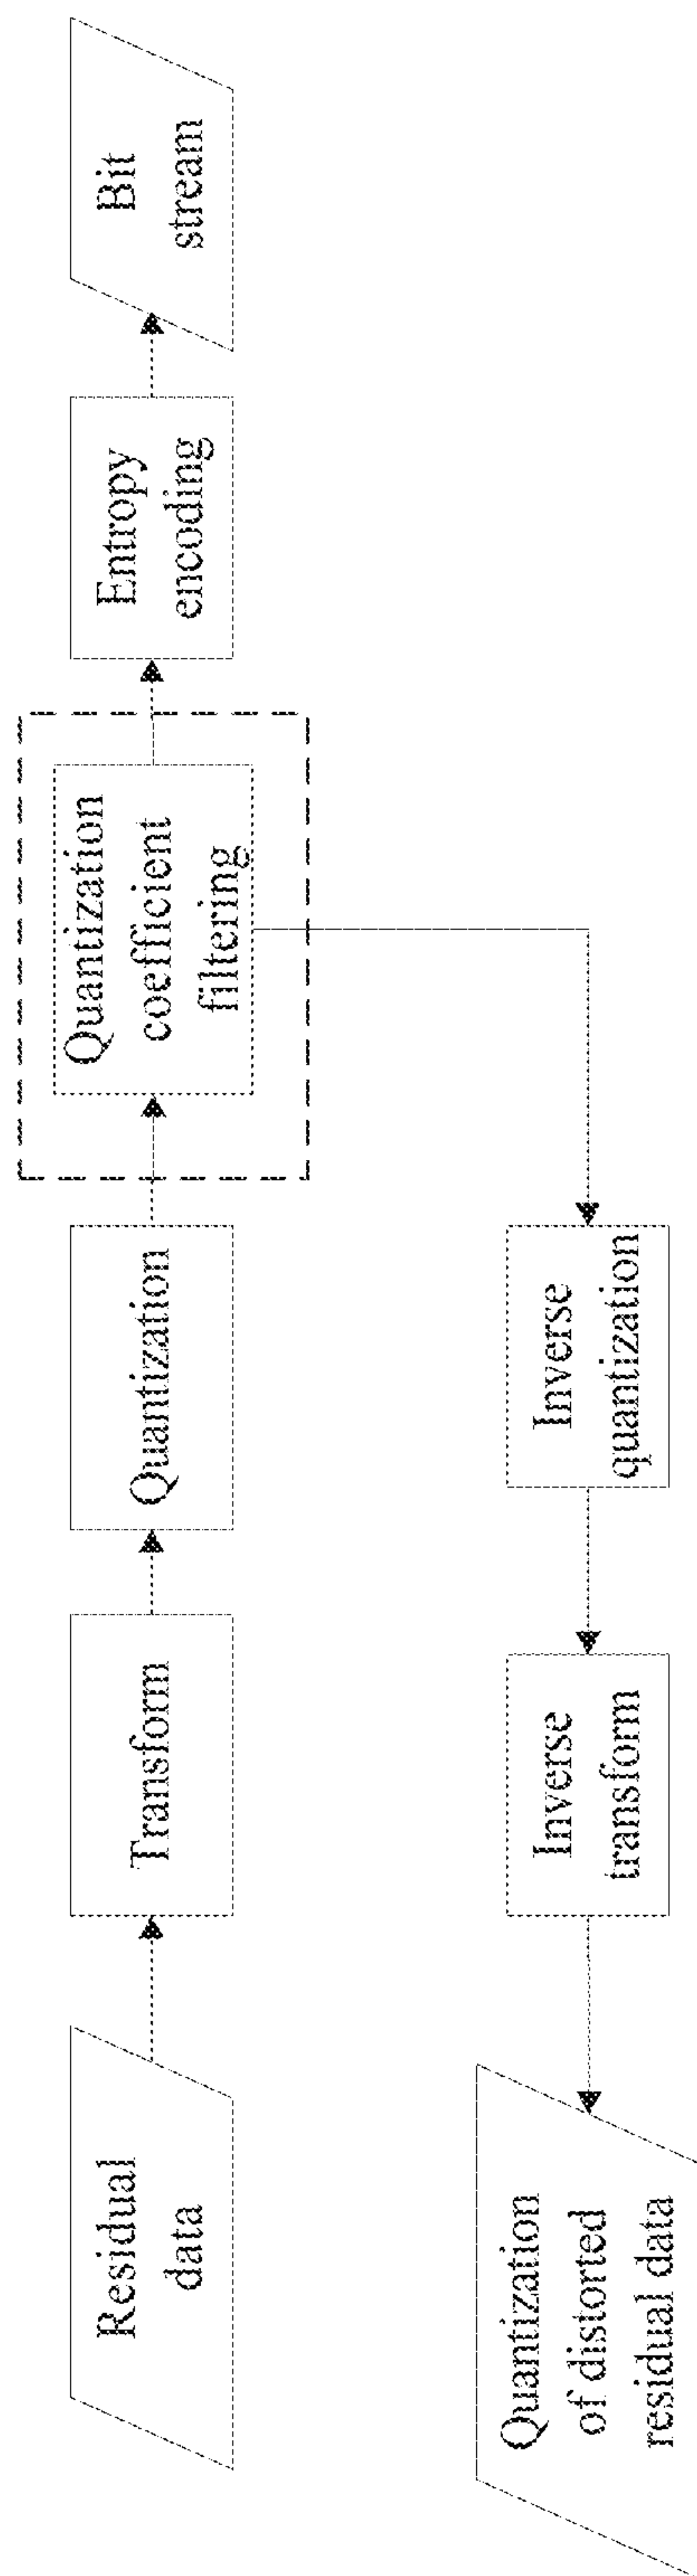 Residual
data
Transform
Quantization
Quantization
coefficient
filtering
Entropy
encoding
Bit
stream
Quantization
of distorted
residual data
Inverse
transform
Inverse
quantization